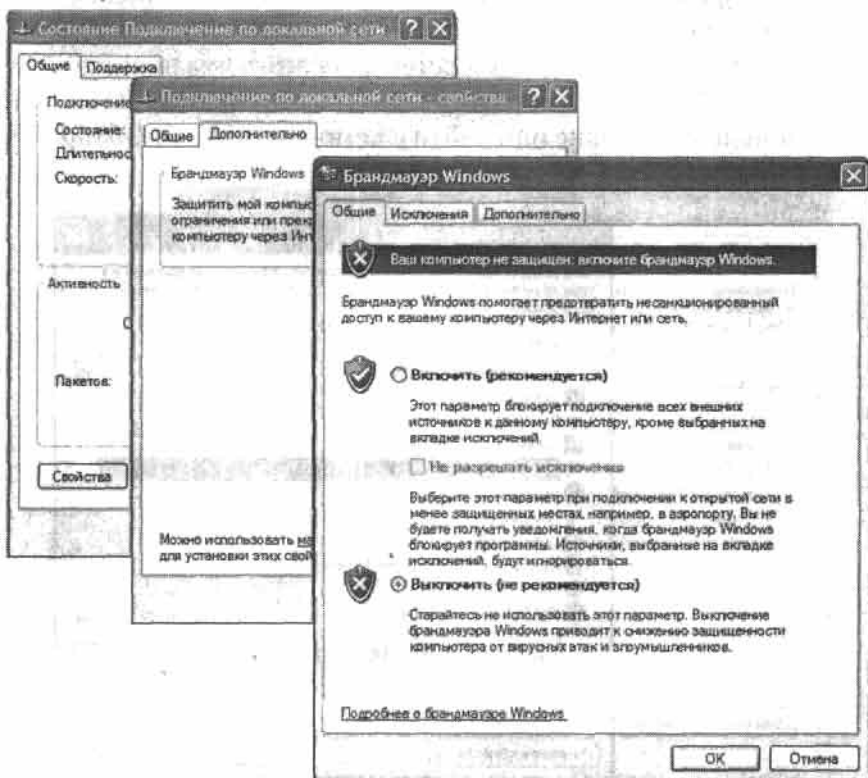 Состояние Подключение по локальной сети
Общие Поддержка
Подключение
Состояние:
Длительнос
Скорость:
Активность
Пакетов:
Свойства
Подключение по локальной сети - свойства
Общие Дополнительно
Брандмауэр Windows
Защитить мой компью
ограничения или прекр
компьютеру через Инт
Можно использовать ма
для установки этих свой
Брандмауэр Windows
Общие Исключения Дополнительно
Ваш компьютер не защищен: включите брандмауэр Windows.
Брандмауэр Windows помогает предотвратить несанкционированный
доступ к вашему компьютеру через Интернет или сеть.
Включить (рекомендуется)
Этот параметр блокирует подключение всех внешних
источников к данному компьютеру, кроме выбранных на
вкладке исключений.
Не разрешать исключения
Выберите этот параметр при подключении к открытой сети в
менее защищенных местах, например, в аэропорту. Вы не
будете получать уведомления, когда брандмауэр Windows
блокирует программы. Источники, выбранные на вкладке
исключений, будут игнорироваться.
Выключить (не рекомендуется)
Старайтесь не использовать этот параметр. Выключение
брандмауэра Windows приводит к снижению защищенности
компьютера от вирусных атак и злоумышленников.
Подробнее о брандмауэре Windows
ОК Отмена